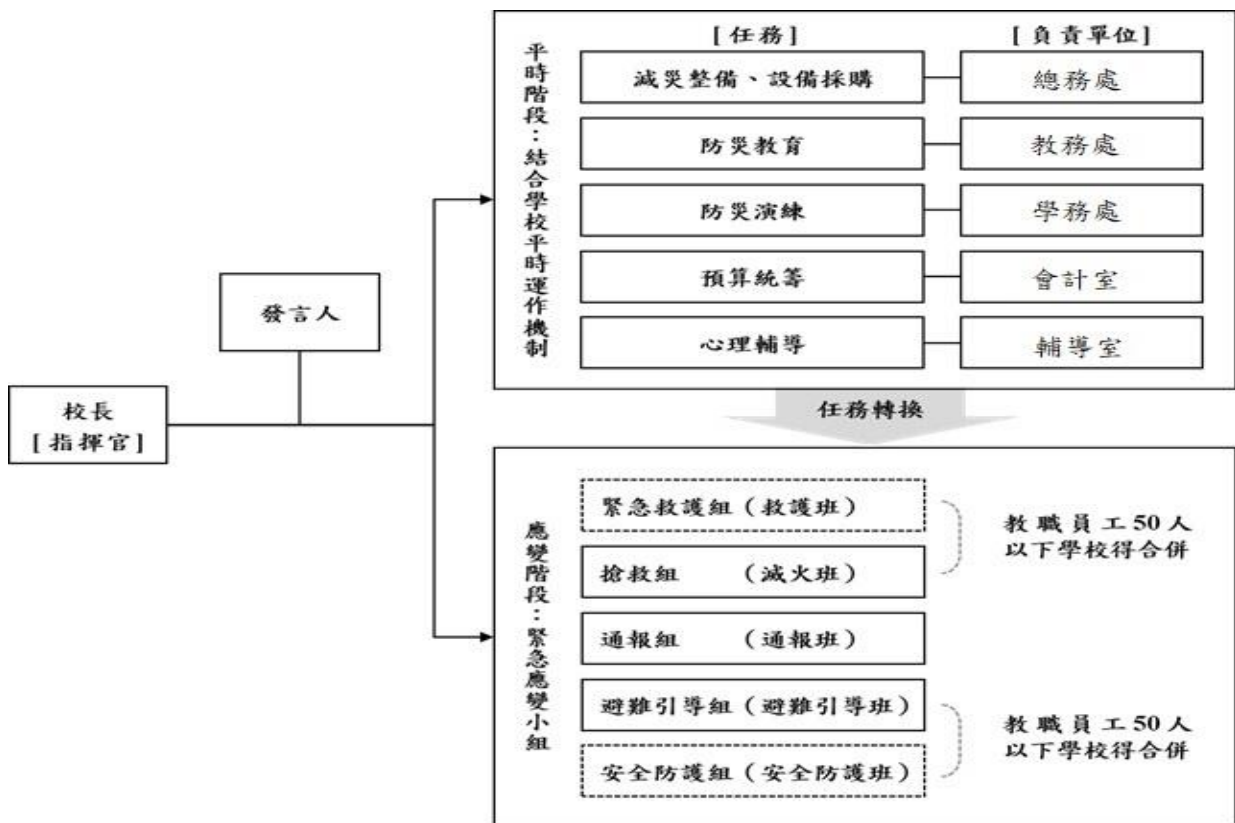 校長
[指揮官]
發言人
平時階段：結合學校平時運作機制
[任務]
[負責單位]
減災整備、設備採購
總務處
防災教育
教務處
防災演練
學務處
預算統籌
會計室
心理輔導
輔導室
任務轉換
應變階段：緊急應變小組
緊急救護組（救護班）
搶救組 （滅火班）
教職員工50人
以下學校得合併
通報組 （通報班）
避難引導組（避難引導班）
安全防護組（安全防護班）
教職員工50人
以下學校得合併